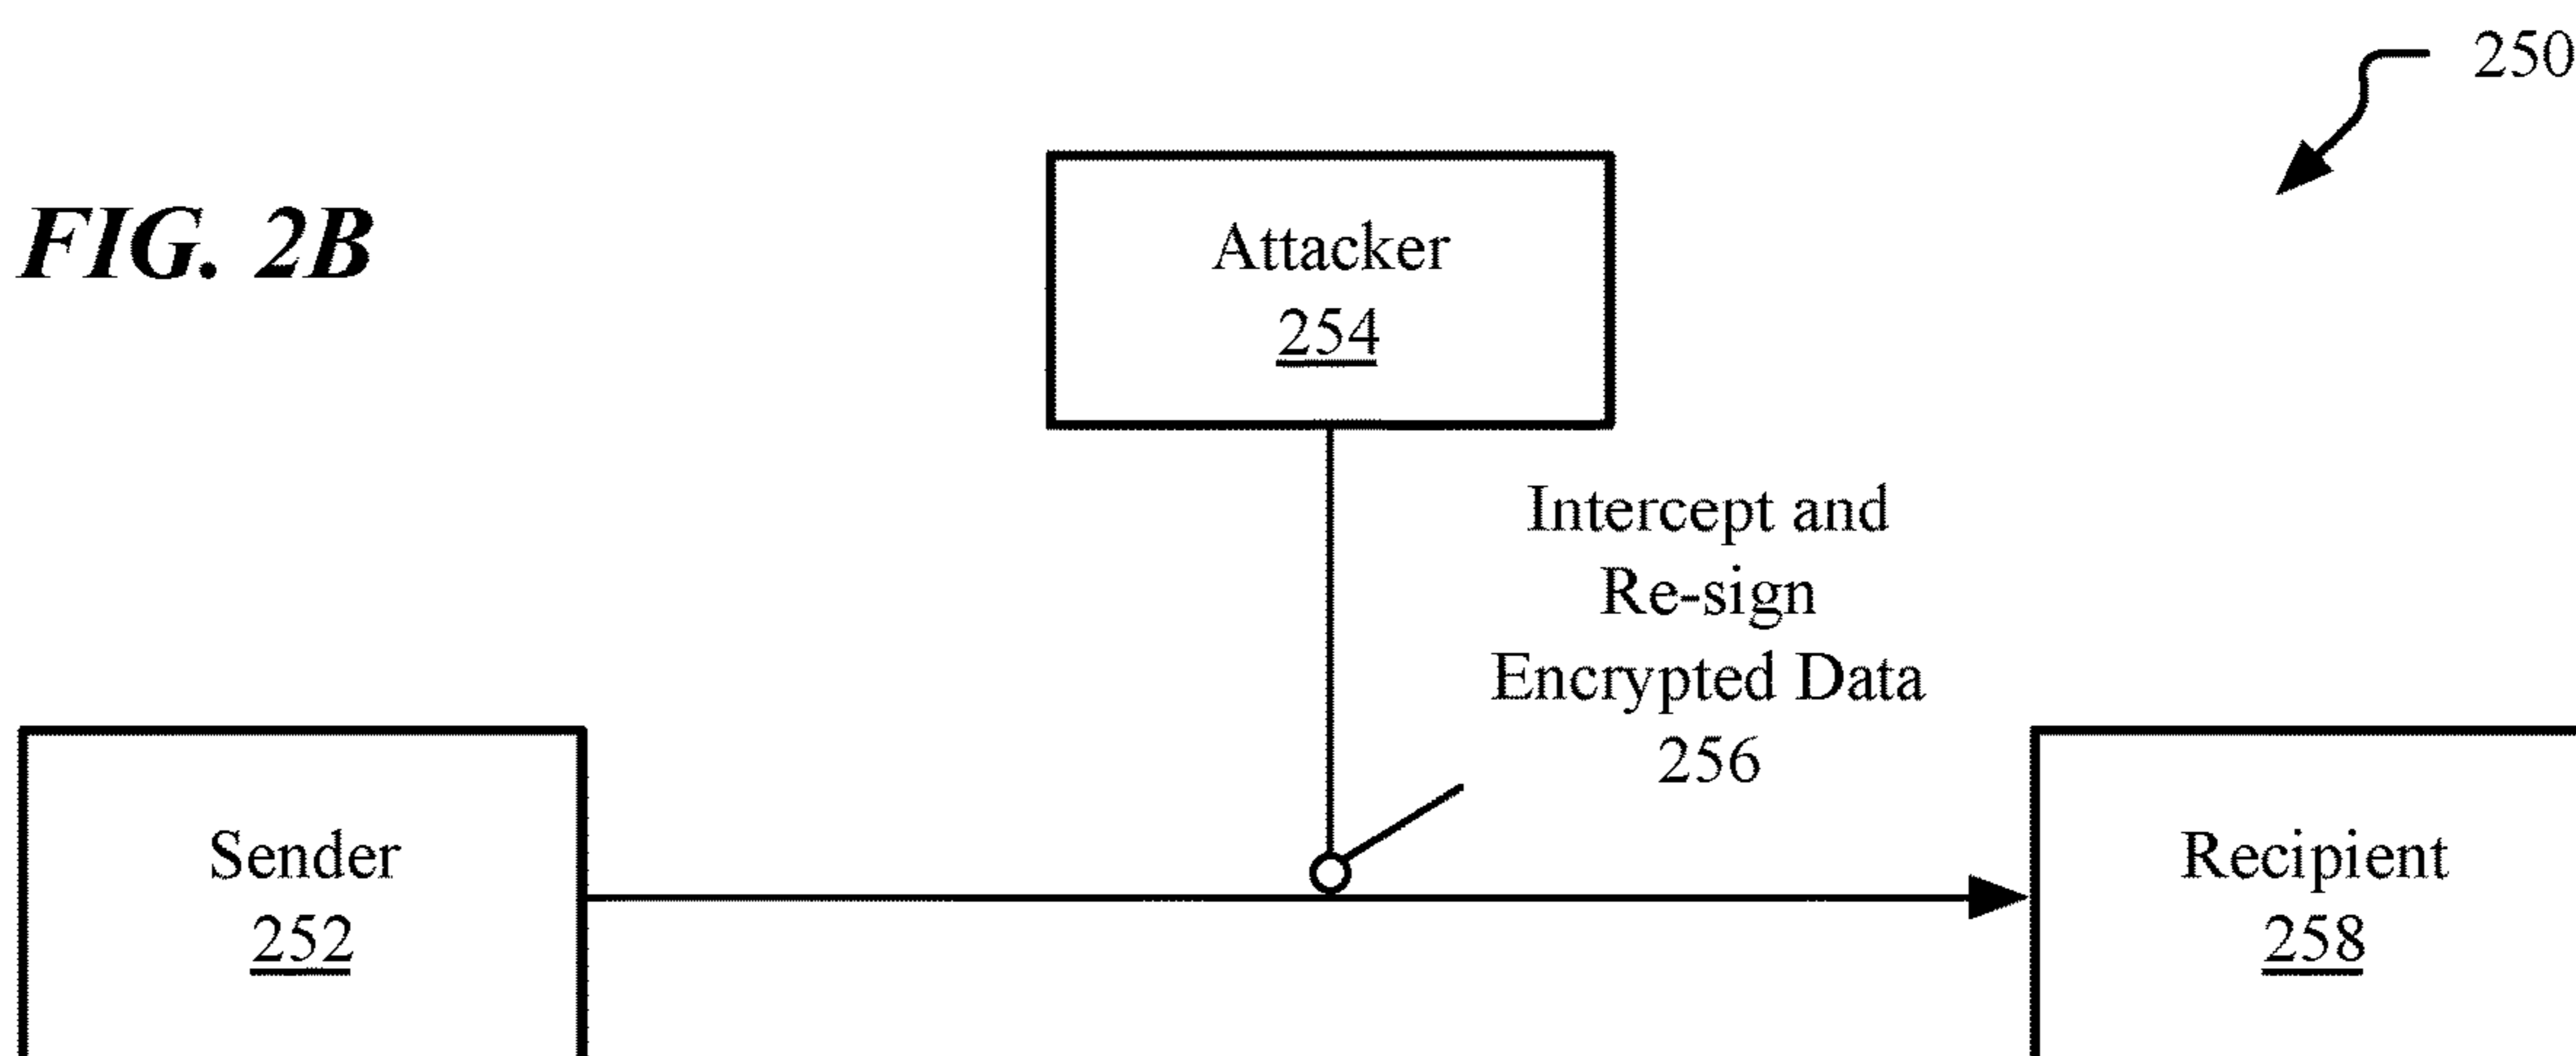 250
FIG. 2B
Attacker
254
Intercept and
Re-sign
Encrypted Data
256
Sender
252
Recipient
258